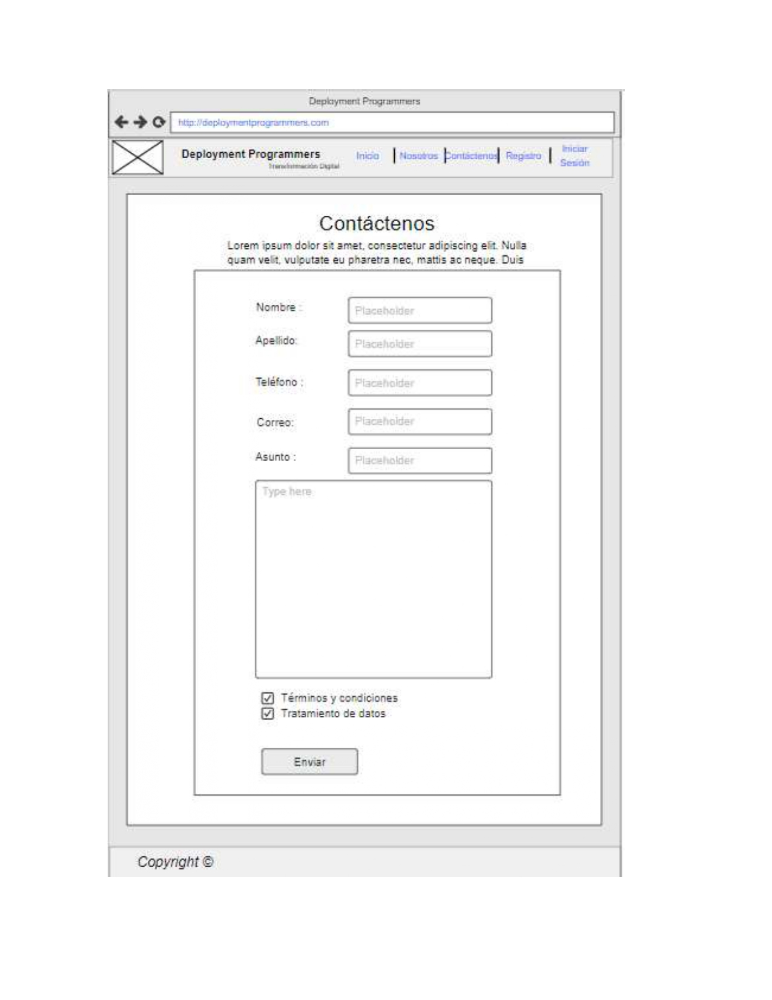 Deployment Programmers
http://deploymentprogrammers.com
Deployment Programmers
Transformación Digital
Inicio
Nosotros
Contáctenos
Registro
Iniciar
Sesión
Contáctenos
Lorem ipsum dolor sit amet, consectetur adipiscing elit. Nulla
quam velit, vulputate eu pharetra nec, mattis ac neque. Duis
Nombre :
Placeholder
Apellido:
Placeholder
Teléfono :
Placeholder
Correo:
Placeholder
Asunto :
Placeholder
Type here
Términos y condiciones
Tratamiento de datos
Enviar
Copyright ©